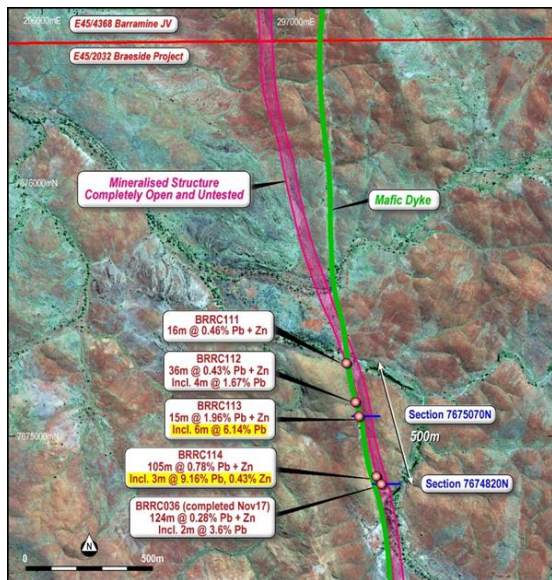 296000mE
297000mE
E45/4368 Barramine JV
E45/2032 Braeside Project
7676000mN
Mineralised Structure
Completely Open and Untested
Mafic Dyke
BRRC111
16m @ 0.46% Pb + Zn
BRRC112
36m @ 0.43% Pb + Zn
Incl. 4m @ 1.67% Pb
BRRC113
15m @ 1.96% Pb + Zn
Incl. 6m @ 6.14% Pb
Section 7675070N
500m
7675000mN
BRRC114
105m @ 0.78% Pb + Zn
Incl. 3m @ 9.16% Pb, 0.43% Zn
Section 7674820N
BRRC036 (completed Nov17)
124m @ 0.28% Pb + Zn
Incl. 2m @ 3.6% Pb
N
0
500m